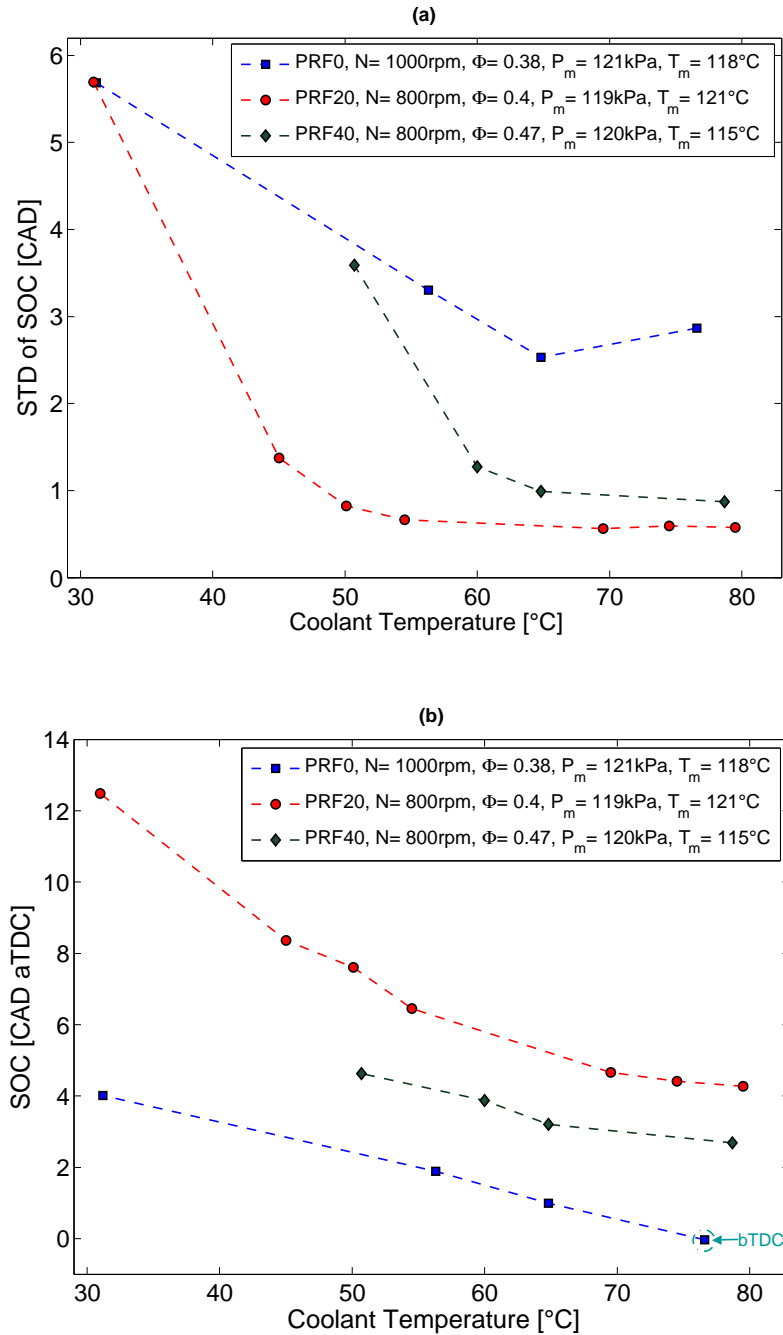 (a)
6
5
4
3
2
1
0
STD of SOC [CAD]
PRF0, N= 1000rpm, Φ= 0.38, Pm= 121kPa, Tm= 118°C
PRF20, N= 800rpm, Φ= 0.4, Pm= 119kPa, Tm= 121°C
PRF40, N= 800rpm, Φ= 0.47, Pm= 120kPa, Tm= 115°C
30 40 50 60 70 80
Coolant Temperature [°C]
(b)
14
12
10
8
6
4
2
0
SOC [CAD aTDC]
PRF0, N= 1000rpm, Φ= 0.38, Pm= 121kPa, Tm= 118°C
PRF20, N= 800rpm, Φ= 0.4, Pm= 119kPa, Tm= 121°C
PRF40, N= 800rpm, Φ= 0.47, Pm= 120kPa, Tm= 115°C
bTDC
30 40 50 60 70 80
Coolant Temperature [°C]